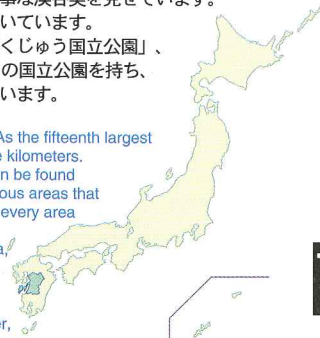 事な渓谷美を見せています。
いています。
くじゅう国立公園」、
の国立公園を持ち、
います。
As the fifteenth largest
e kilometers.
n be found
ous areas that
every area
a,
er,